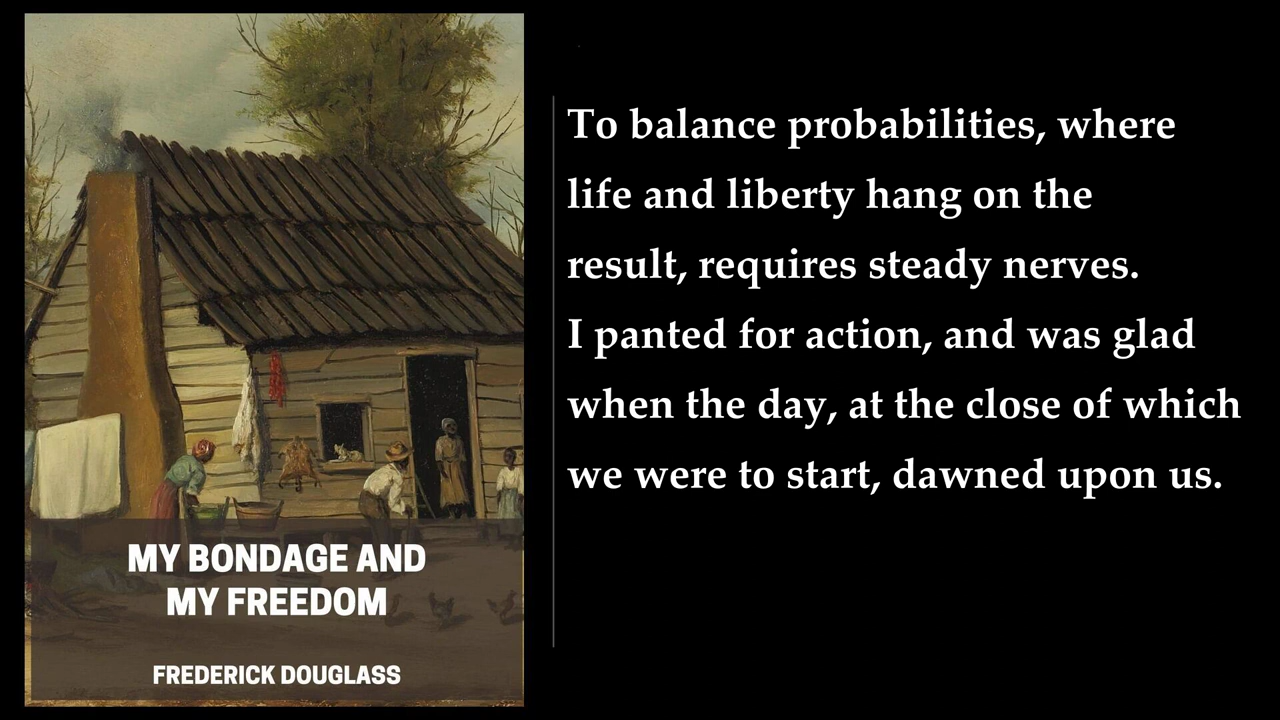 MY BONDAGE AND
MY FREEDOM
FREDERICK DOUGLASS
To balance probabilities, where
life and liberty hang on the
result, requires steady nerves.
I panted for action, and was glad
when the day, at the close of which
we were to start, dawned upon us.